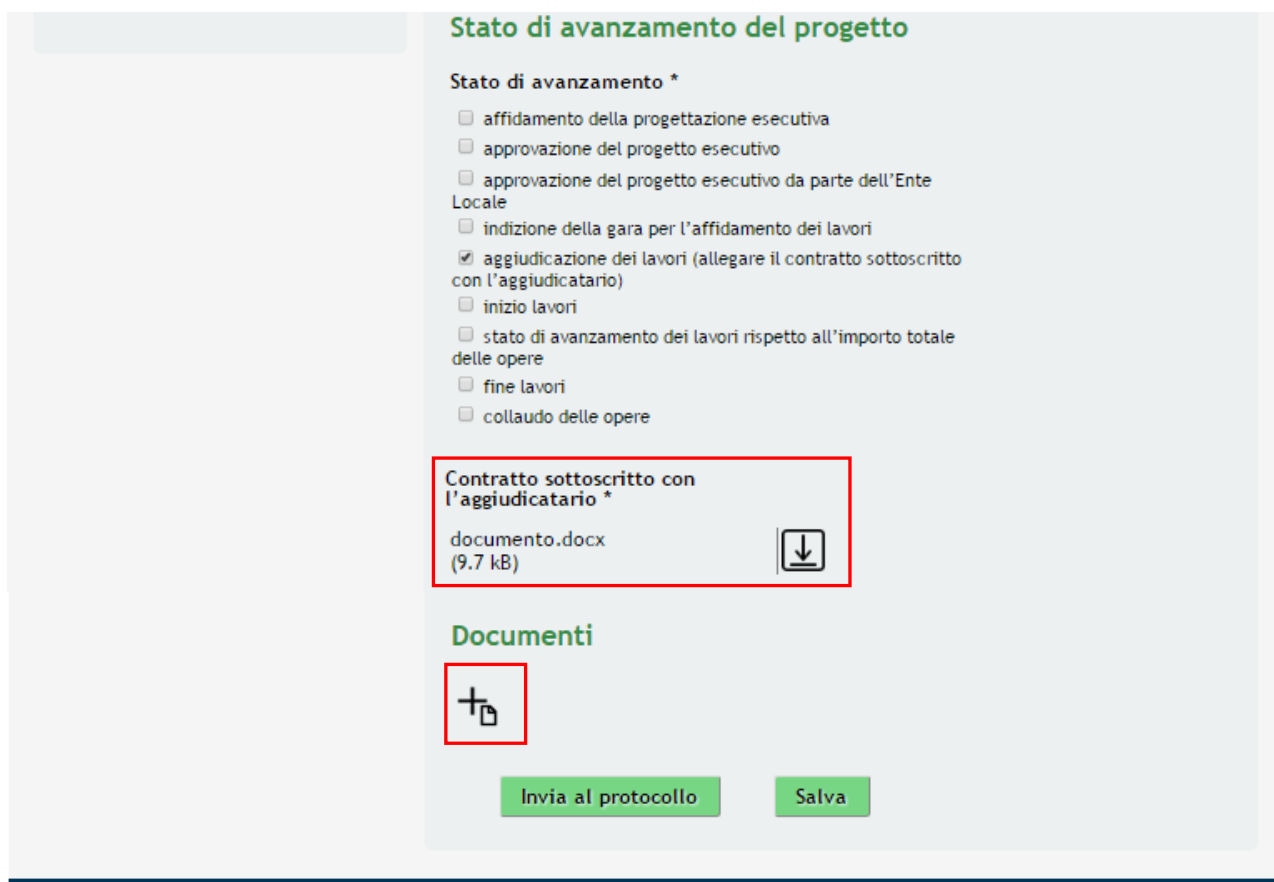 Stato di avanzamento del progetto
Stato di avanzamento *
affidamento della progettazione esecutiva
approvazione del progetto esecutivo
approvazione del progetto esecutivo da parte dell’Ente
Locale
indizione della gara per l’affidamento dei lavori
aggiudicazione dei lavori (allegare il contratto sottoscritto
con l’aggiudicatario)
inizio lavori
stato di avanzamento dei lavori rispetto all’importo totale
delle opere
fine lavori
collaudo delle opere
Contratto sottoscritto con
l’aggiudicatario *
documento.docx
(9.7 kB)
Documenti
Invia al protocollo
Salva